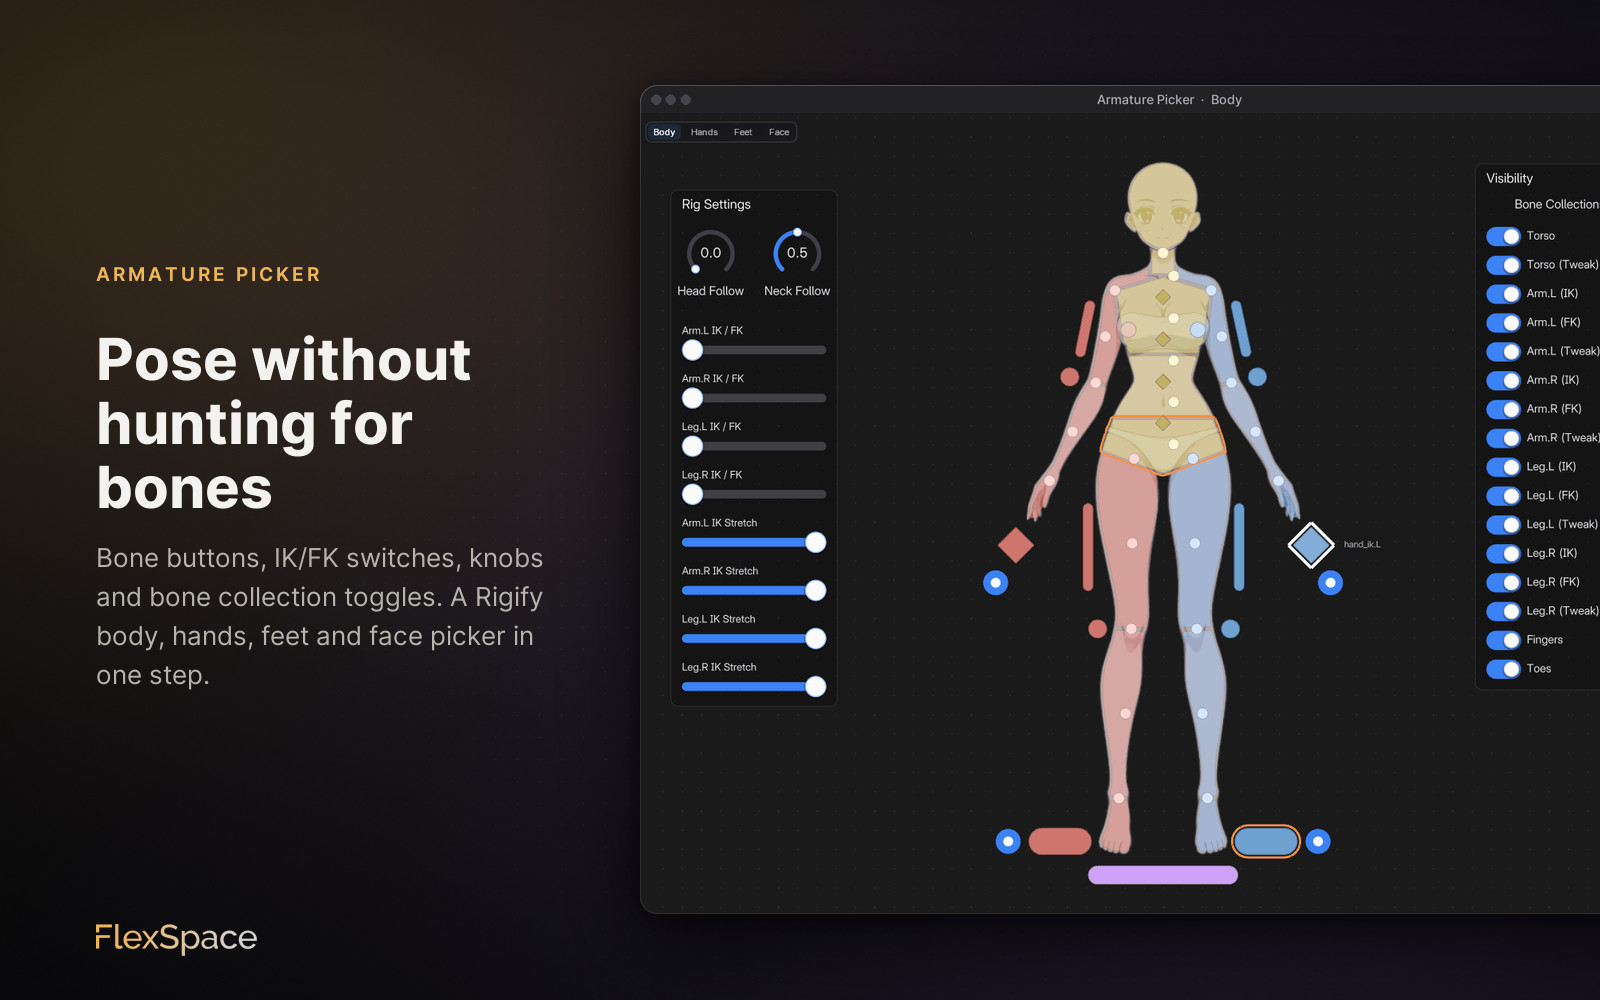 ARMATURE PICKER
Pose without
hunting for
bones
Bone buttons, IK/FK switches, knobs
and bone collection toggles. A Rigify
body, hands, feet and face picker in
one step.
FlexSpace
Armature Picker · Body
Body Hands Feet Face
Rig Settings
0.0 0.5
Head Follow Neck Follow
Arm.L IK / FK
Arm.R IK / FK
Leg.L IK / FK
Leg.R IK / FK
Arm.L IK Stretch
Arm.R IK Stretch
Leg.L IK Stretch
Leg.R IK Stretch
hand_ik.L
Visibility
Bone Collection
Torso
Torso (Tweak)
Arm.L (IK)
Arm.L (FK)
Arm.L (Tweak)
Arm.R (IK)
Arm.R (FK)
Arm.R (Tweak)
Leg.L (IK)
Leg.L (FK)
Leg.L (Tweak)
Leg.R (IK)
Leg.R (FK)
Leg.R (Tweak)
Fingers
Toes